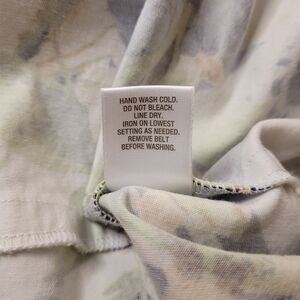 HAND WASH COLD.
DO NOT BLEACH.
LINE DRY.
IRON ON LOWEST
SETTING AS NEEDED.
REMOVE BELT
BEFORE WASHING.